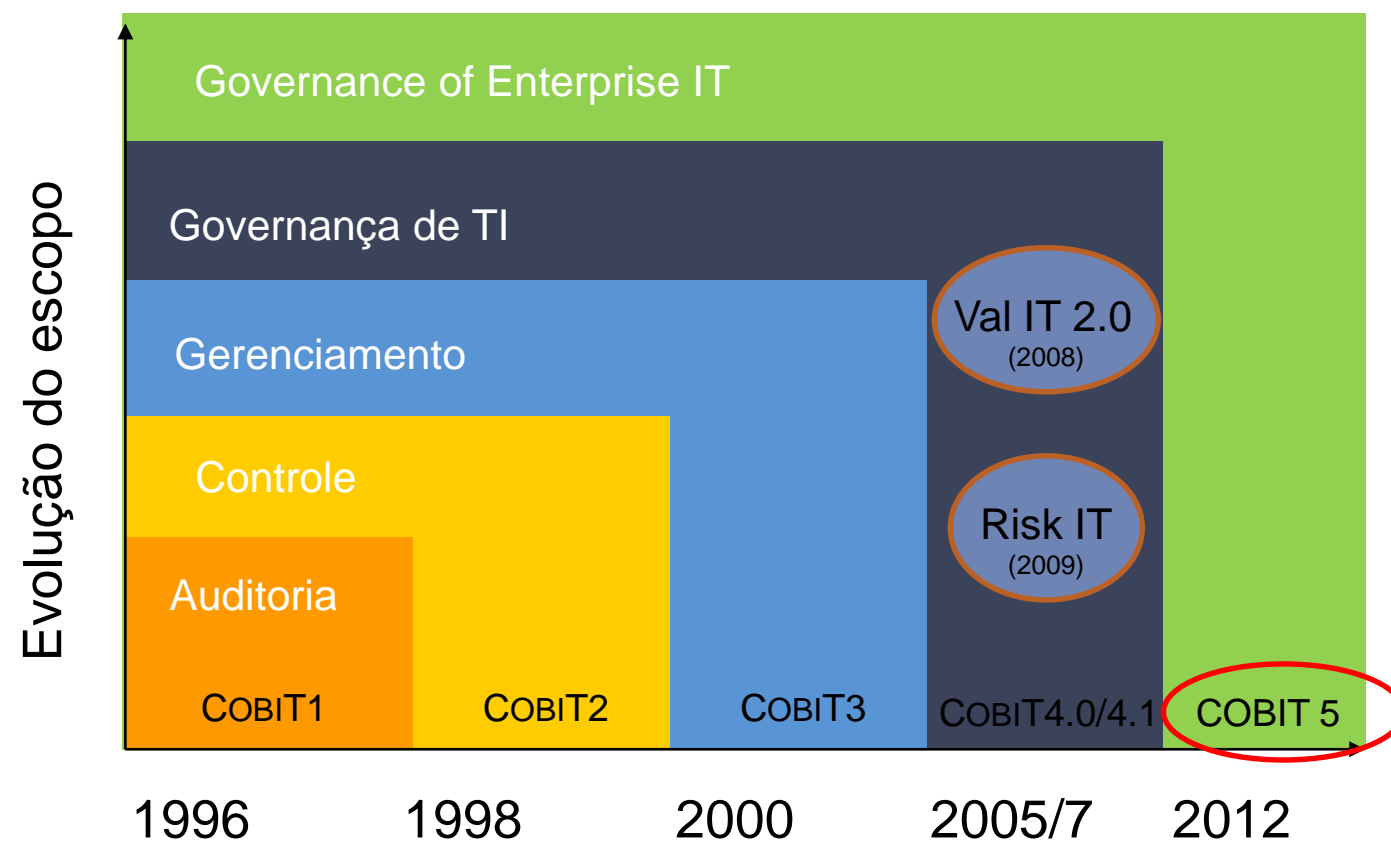 Evolução do escopo
Governance of Enterprise IT
Governança de TI
Val IT 2.0
(2008)
Gerenciamento
Controle
Risk IT
(2009)
Auditoria
COBIT1
COBIT2
COBIT3
COBIT4.0/4.1
COBIT 5
1996
1998
2000
2005/7
2012